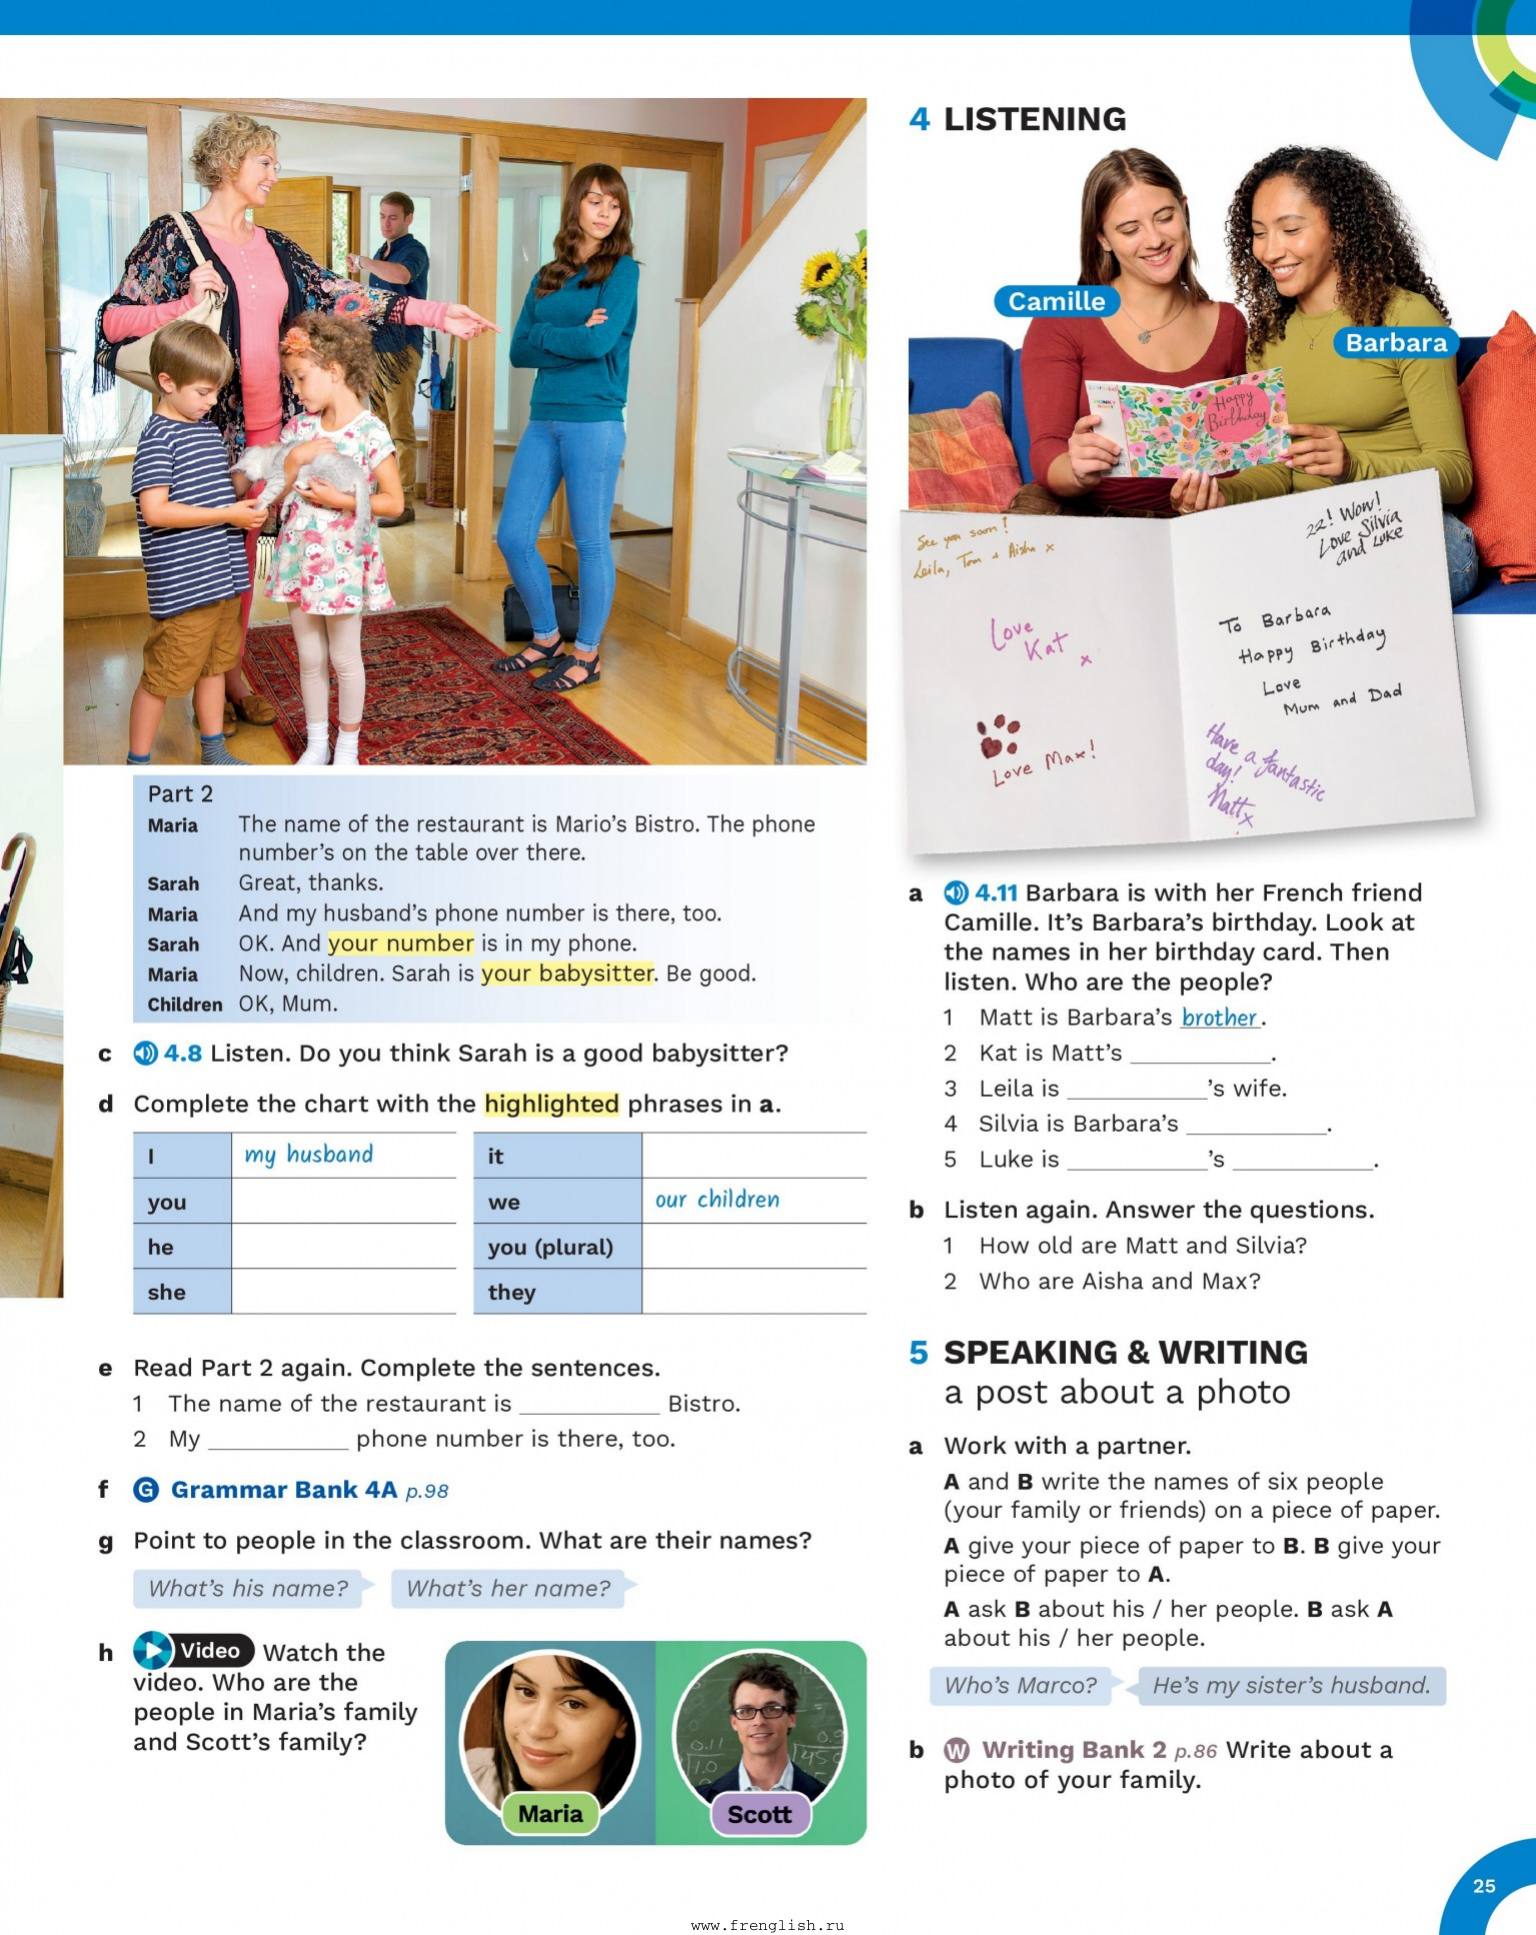 Part 2
Maria The name of the restaurant is Mario's Bistro. The phone
number's on the table over there.
Sarah Great, thanks.
Maria And my husband's phone number is there, too.
Sarah OK. And your number is in my phone.
Maria Now, children. Sarah is your babysitter. Be good.
Children OK, Mum.
c 4.8 Listen. Do you think Sarah is a good babysitter?
d Complete the chart with the highlighted phrases in a.
I my husband
you
he
she
it
we our children
you (plural)
they
e Read Part 2 again. Complete the sentences.
1 The name of the restaurant is ____________ Bistro.
2 My ____________ phone number is there, too.
f G Grammar Bank 4A p.98
g Point to people in the classroom. What are their names?
What's his name? What's her name?
h Video Watch the
video. Who are the
people in Maria's family
and Scott's family?
Maria
Scott
4 LISTENING
Camille
Barbara
Happy
Birthday
See you soon!
Leila, Tom + Aisha x
Love
Kat x
Love Max!
22! Wow!
Love Silvia
and Luke
To Barbara
Happy Birthday
Love
Mum and Dad
Have a fantastic
day!
Matt x
a 4.11 Barbara is with her French friend
Camille. It's Barbara's birthday. Look at
the names in her birthday card. Then
listen. Who are the people?
1 Matt is Barbara's brother.
2 Kat is Matt's ____________.
3 Leila is ____________'s wife.
4 Silvia is Barbara's ____________.
5 Luke is ____________'s ____________.
b Listen again. Answer the questions.
1 How old are Matt and Silvia?
2 Who are Aisha and Max?
5 SPEAKING & WRITING
a post about a photo
a Work with a partner.
A and B write the names of six people
(your family or friends) on a piece of paper.
A give your piece of paper to B. B give your
piece of paper to A.
A ask B about his / her people. B ask A
about his / her people.
Who's Marco? He's my sister's husband.
b W Writing Bank 2 p.86 Write about a
photo of your family.
25
www.frenglish.ru